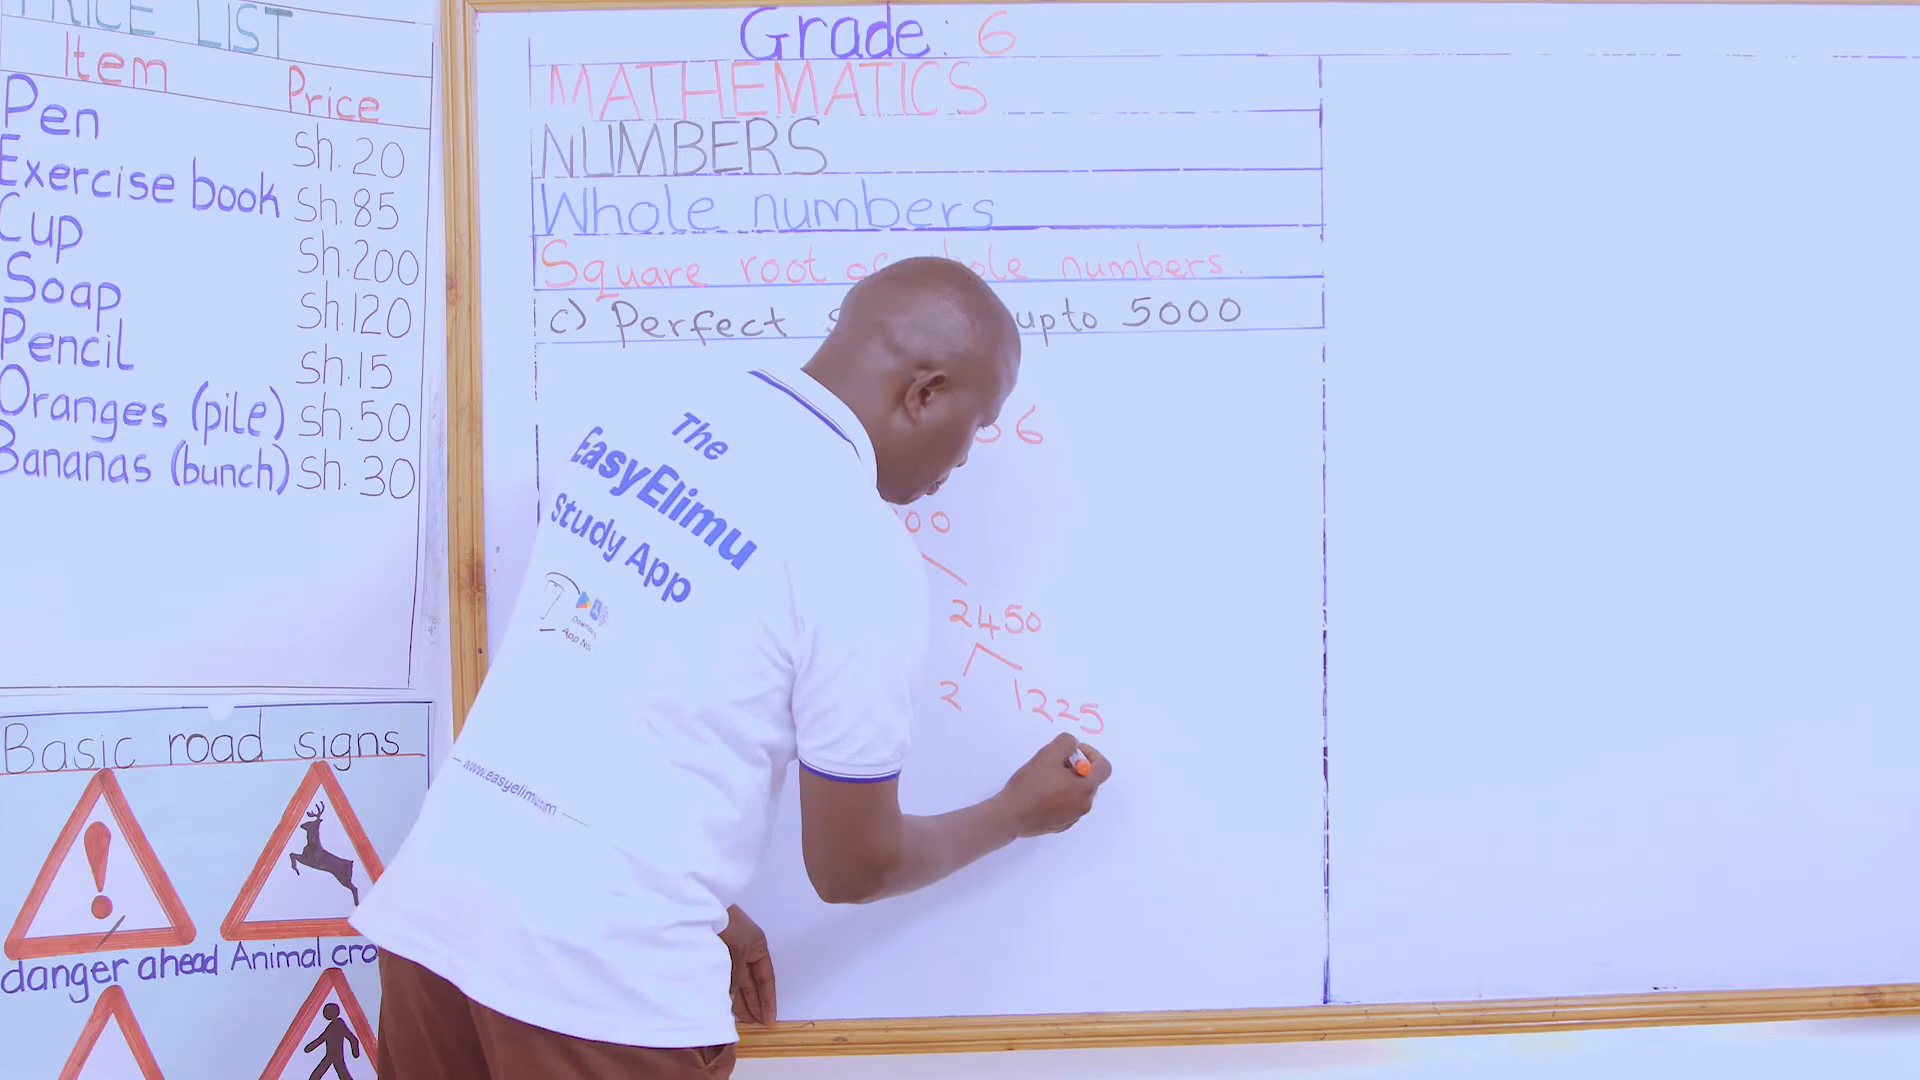 PRICE LIST
Item Price
Pen Sh. 20
Exercise book Sh. 85
Cup Sh. 200
Soap Sh. 120
Pencil Sh. 15
Oranges (pile) Sh. 50
Bananas (bunch) Sh. 30
Basic road signs
danger ahead Animal cro
Grade: 6
MATHEMATICS
NUMBERS
Whole numbers
Square root of whole numbers.
c) Perfect upto 5000
6
00
2450
2 1225
The
EasyElimu
Study App
www.easyelimu.com